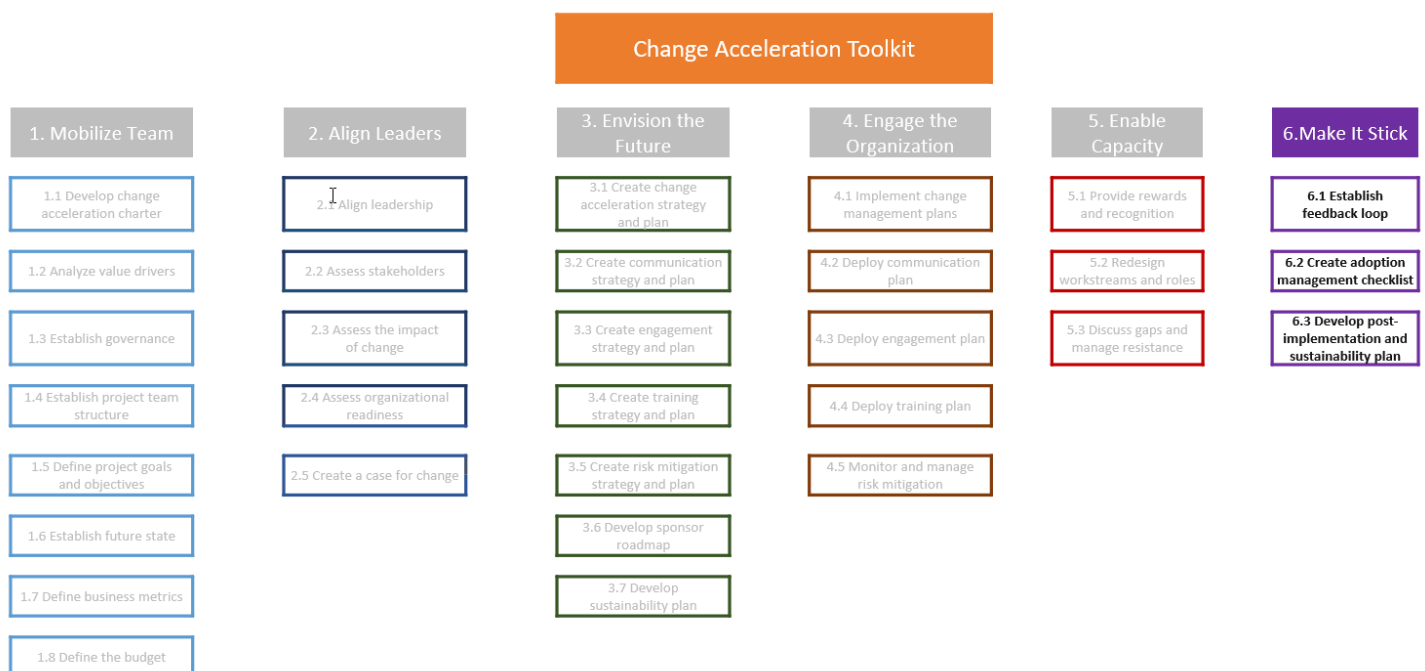 Change Acceleration Toolkit
1. Mobilize Team
1.1 Develop change
acceleration charter
1.2 Analyze value drivers
1.3 Establish governance
1.4 Establish project team
structure
1.5 Define project goals
and objectives
1.6 Establish future state
1.7 Define business metrics
1.8 Define the budget
2. Align Leaders
2.1 Align leadership
2.2 Assess stakeholders
2.3 Assess the impact
of change
2.4 Assess organizational
readiness
2.5 Create a case for change
3. Envision the
Future
3.1 Create change
acceleration strategy
and plan
3.2 Create communication
strategy and plan
3.3 Create engagement
strategy and plan
3.4 Create training
strategy and plan
3.5 Create risk mitigation
strategy and plan
3.6 Develop sponsor
roadmap
3.7 Develop
sustainability plan
4. Engage the
Organization
4.1 Implement change
management plans
4.2 Deploy communication
plan
4.3 Deploy engagement plan
4.4 Deploy training plan
4.5 Monitor and manage
risk mitigation
5. Enable
Capacity
5.1 Provide rewards
and recognition
5.2 Redesign
workstreams and roles
5.3 Discuss gaps and
manage resistance
6.Make It Stick
6.1 Establish
feedback loop
6.2 Create adoption
management checklist
6.3 Develop post-
implementation and
sustainability plan